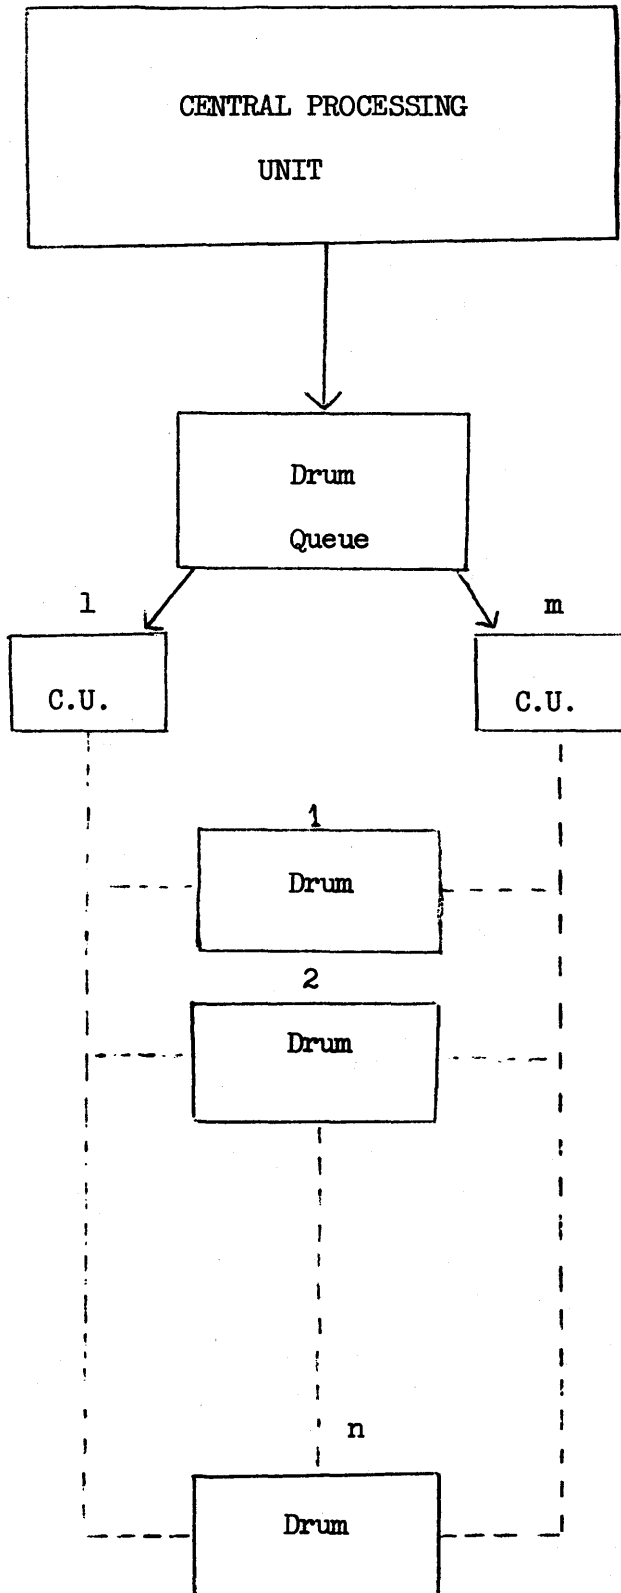 CENTRAL PROCESSING
UNIT
Drum
Queue
1 m
C.U. C.U.
1
Drum
2
Drum
n
Drum